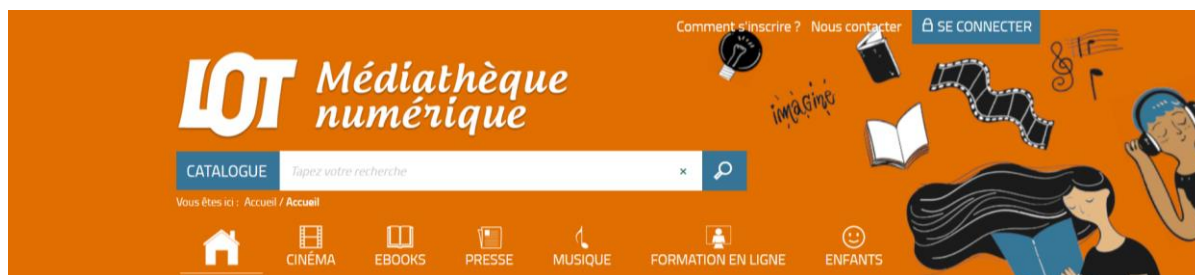 Comment s'inscrire ? Nous contacter SE CONNECTER
LOT Médiathèque
numérique
imagine
CATALOGUE Tapez votre recherche ×
Vous êtes ici : Accueil / Accueil
CINÉMA EBOOKS PRESSE MUSIQUE FORMATION EN LIGNE ENFANTS